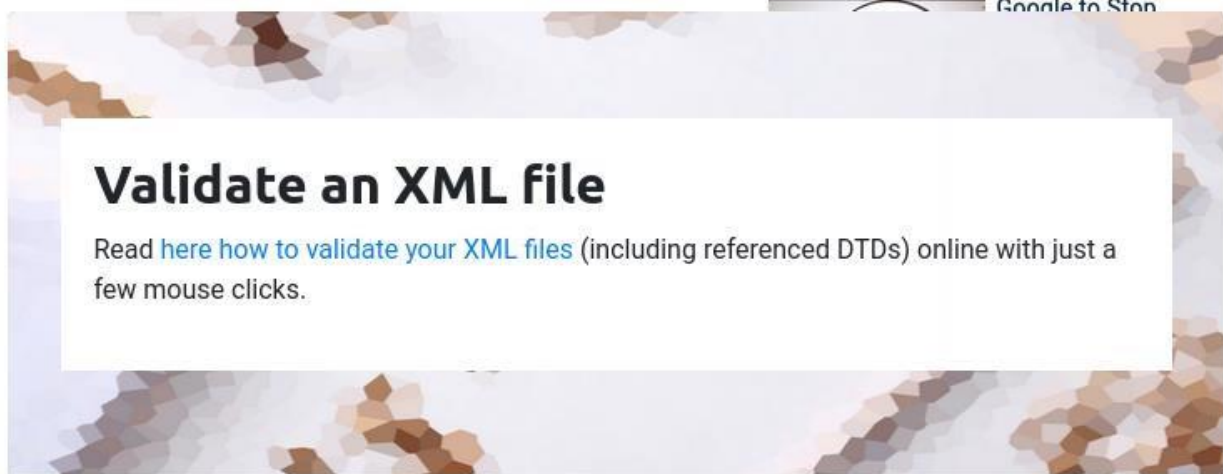 Google to Stop
Validate an XML file
Read here how to validate your XML files (including referenced DTDs) online with just a
few mouse clicks.